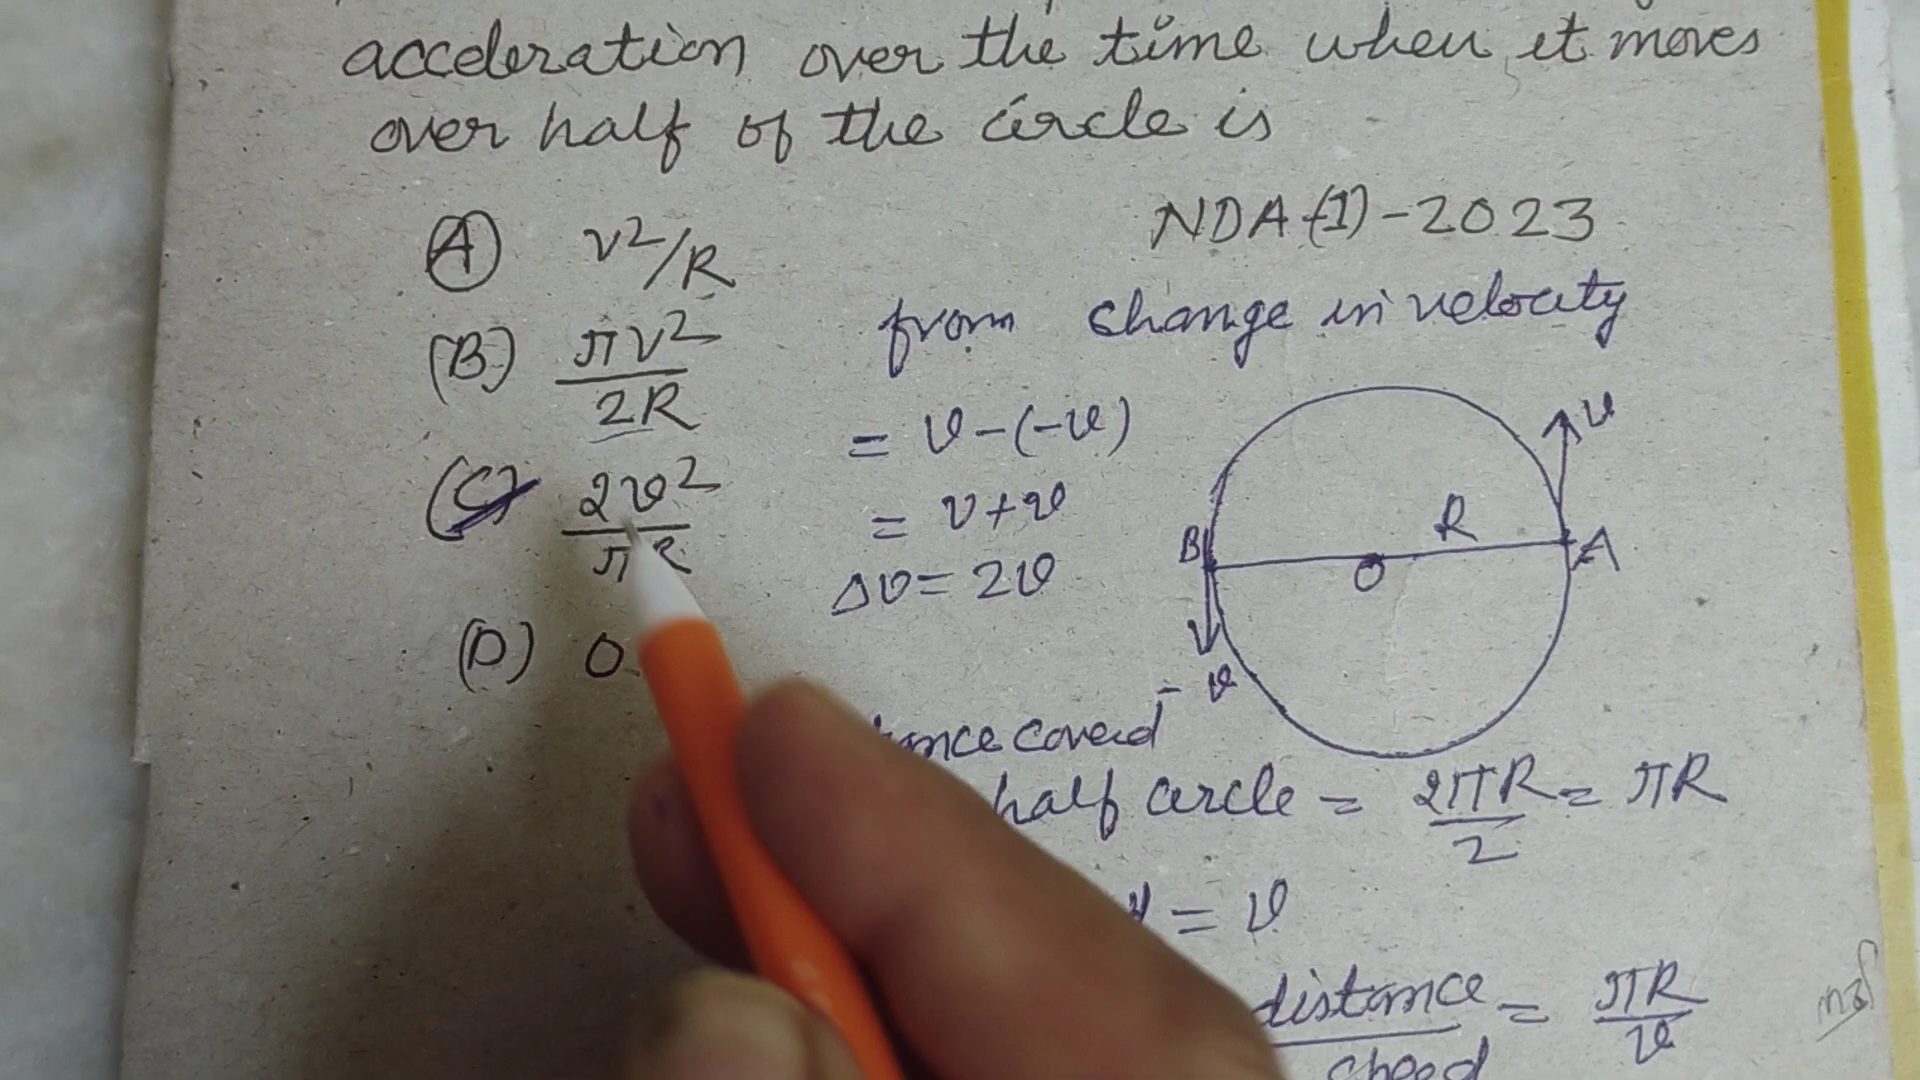 acceleration over the time when it moves
over half of the circle is
NDA (1) - 2023
(A) v²/R
(B) πv²/2R
(C) 2v²/πR
(D) 0
from change in velocity
= v - (-v)
= v + v
Δv = 2v
v
R
B
O
A
- v
covered
half circle = 2πR/2 = πR
= v
distance/speed = πR/v